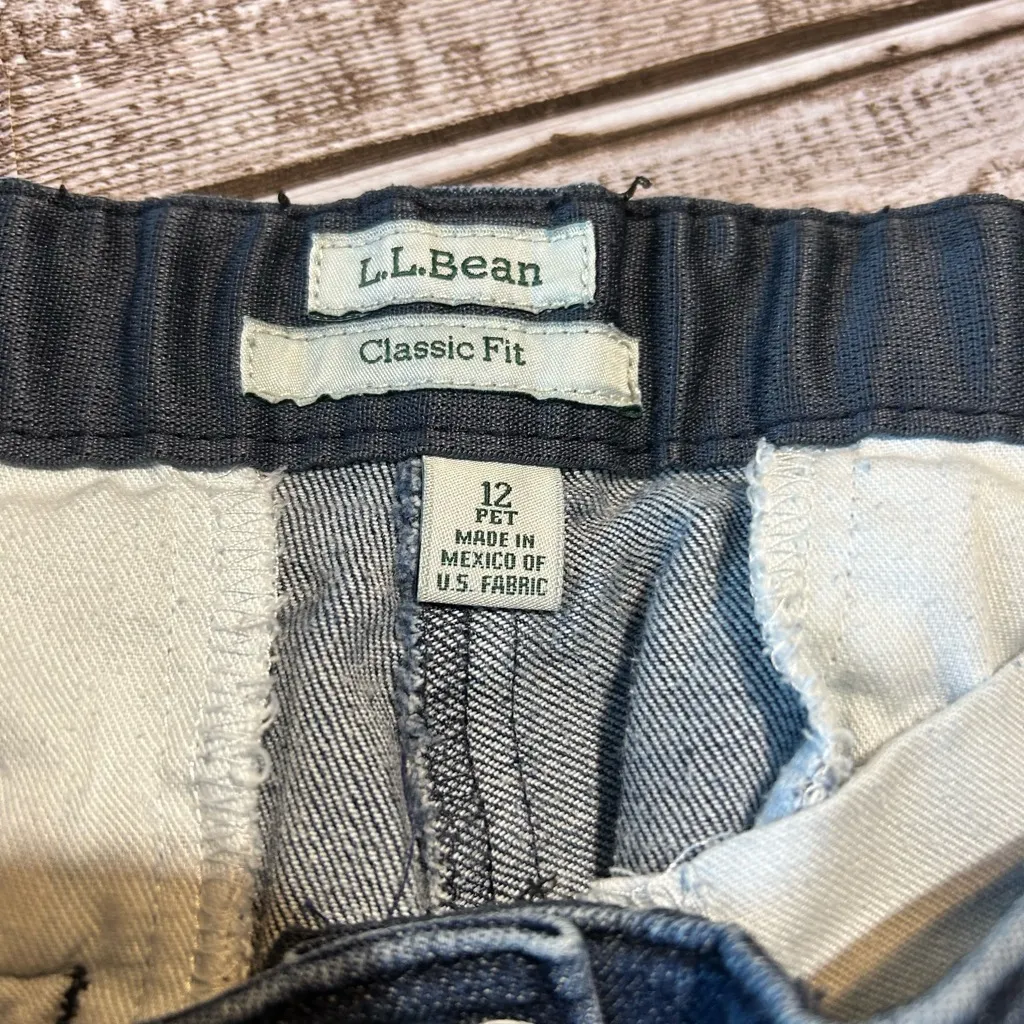 L.L.Bean
Classic Fit
12
PET
MADE IN
MEXICO OF
U.S. FABRIC